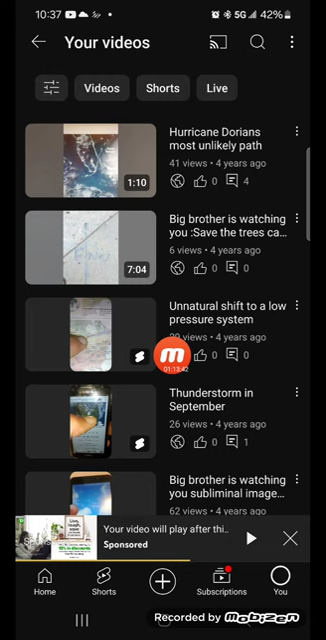 10:37
5G 42%
Your videos
Videos
Shorts
Live
Hurricane Dorians
most unlikely path
41 views • 4 years ago
0 4
1:10
Big brother is watching
you :Save the trees ca...
6 views • 4 years ago
0 0
7:04
Unnatural shift to a low
pressure system
views • 4 years ago
0 0
m
01:13:42
Thunderstorm in
September
26 views • 4 years ago
0 1
Big brother is watching
you subliminal image...
62 views • 4 years ago
Your video will play after thi..
Sponsored
Home
Shorts
Subscriptions
You
Recorded by mobizen